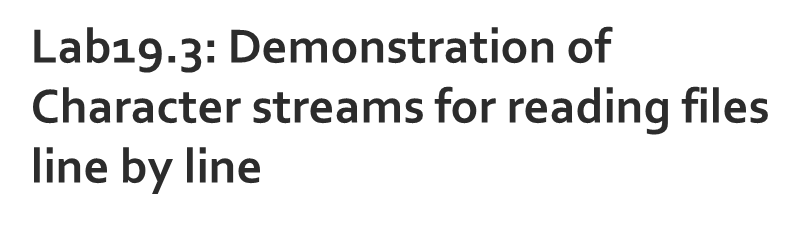 Lab19.3: Demonstration of
Character streams for reading files
line by line